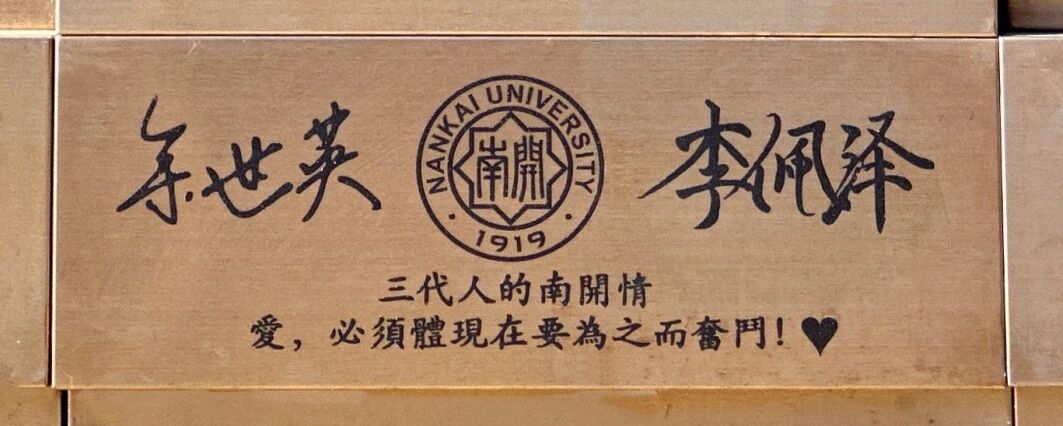 余世英
NANKAI UNIVERSITY
南開
· 1919 ·
李佩泽
三代人的南開情
愛，必須體現在要為之而奮鬥！♥